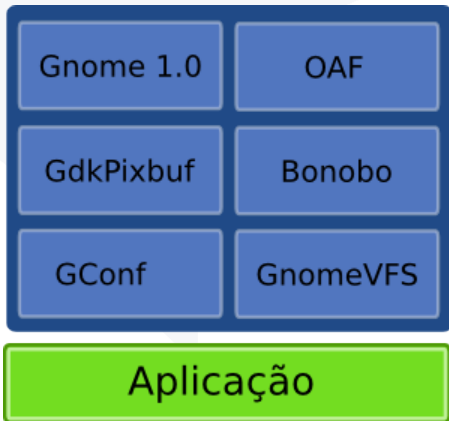 Gnome 1.0
OAF
GdkPixbuf
Bonobo
GConf
GnomeVFS
Aplicação